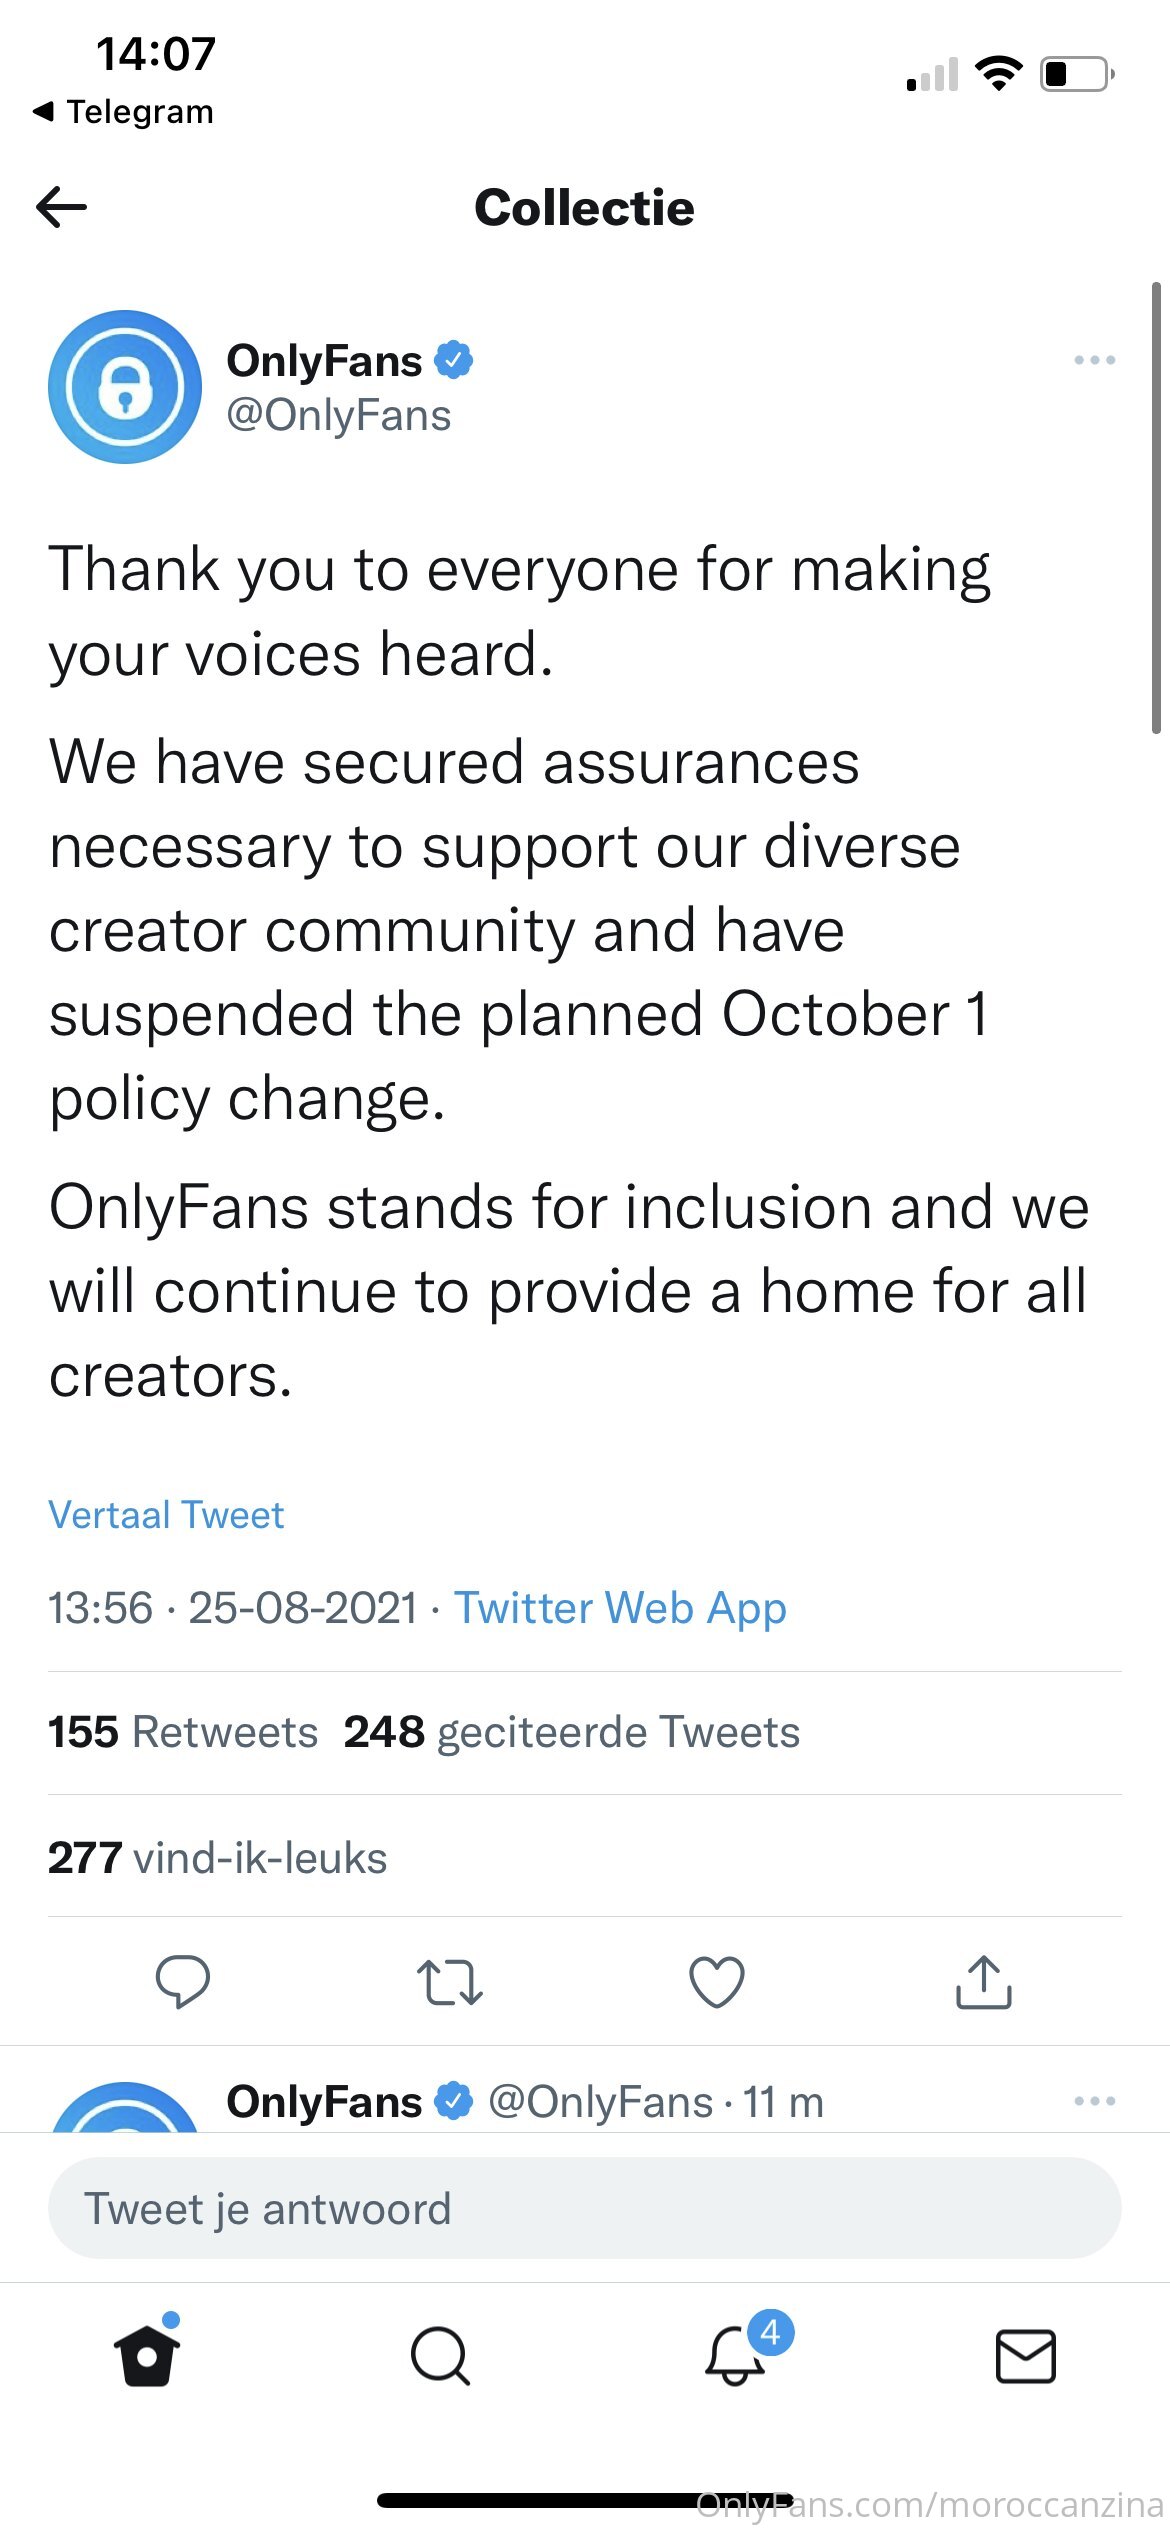 14:07
◀ Telegram
Collectie
OnlyFans
@OnlyFans
Thank you to everyone for making
your voices heard.
We have secured assurances
necessary to support our diverse
creator community and have
suspended the planned October 1
policy change.
OnlyFans stands for inclusion and we
will continue to provide a home for all
creators.
Vertaal Tweet
13:56 · 25-08-2021 · Twitter Web App
155 Retweets 248 geciteerde Tweets
277 vind-ik-leuks
OnlyFans @OnlyFans · 11 m
Tweet je antwoord
4
OnlyFans.com/moroccanzina